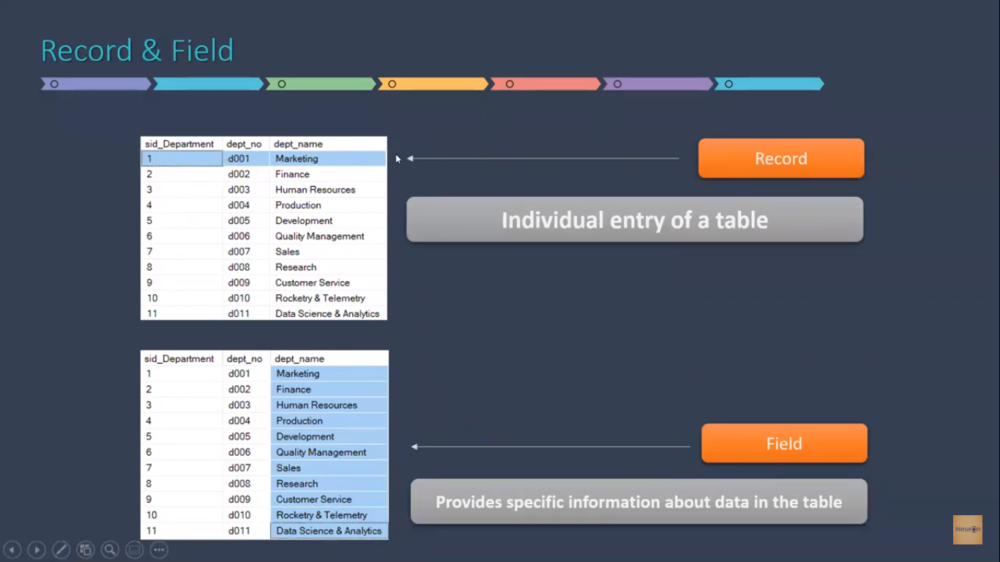 Record & Field
sid_Department dept_no dept_name
1 d001 Marketing
2 d002 Finance
3 d003 Human Resources
4 d004 Production
5 d005 Development
6 d006 Quality Management
7 d007 Sales
8 d008 Research
9 d009 Customer Service
10 d010 Rocketry & Telemetry
11 d011 Data Science & Analytics
Record
Individual entry of a table
sid_Department dept_no dept_name
1 d001 Marketing
2 d002 Finance
3 d003 Human Resources
4 d004 Production
5 d005 Development
6 d006 Quality Management
7 d007 Sales
8 d008 Research
9 d009 Customer Service
10 d010 Rocketry & Telemetry
11 d011 Data Science & Analytics
Field
Provides specific information about data in the table
Neuron